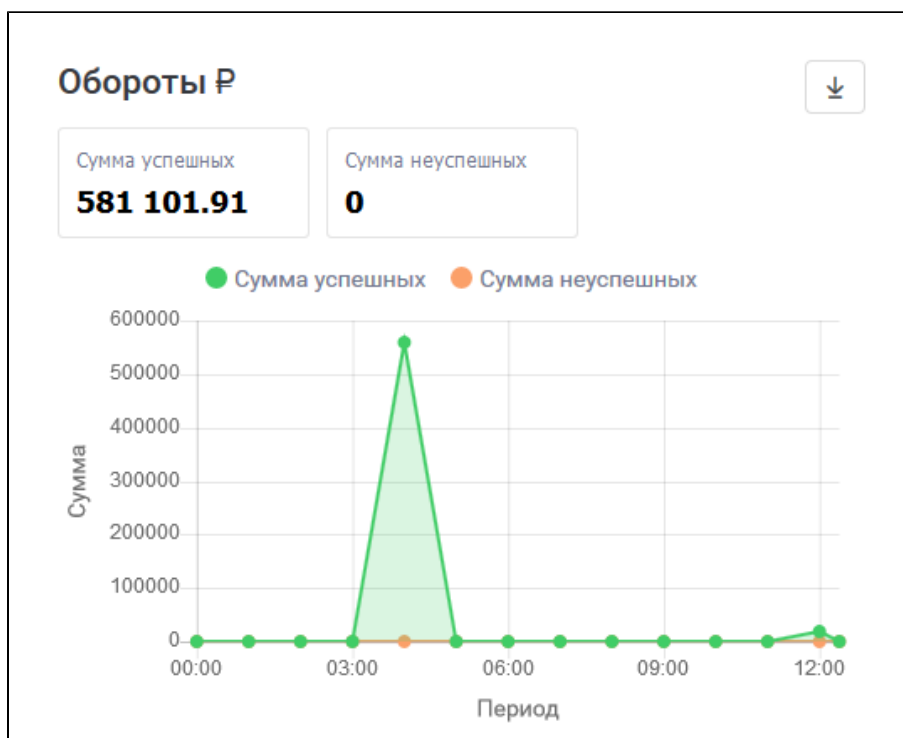 Обороты ₽
Сумма успешных
581 101.91
Сумма неуспешных
0
Сумма успешных
Сумма неуспешных
600000
500000
400000
300000
200000
100000
0
Сумма
00:00
03:00
06:00
09:00
12:00
Период